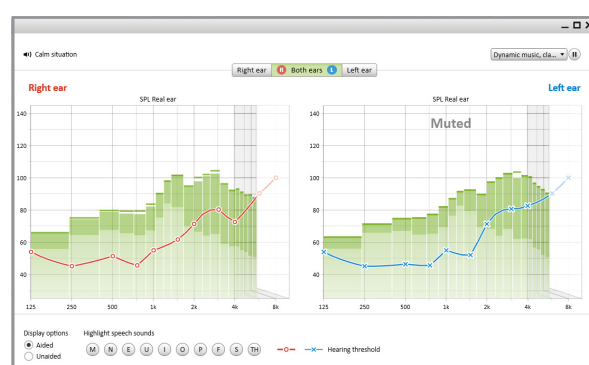 Calm situation
Dynamic music, cla...
Right ear R Both ears L Left ear
Right ear
Left ear
SPL Real ear
SPL Real ear
Muted
140
120
100
80
60
40
125 250 500 1k 2k 4k 8k
140
120
100
80
60
40
125 250 500 1k 2k 4k 8k
Display options
Highlight speech sounds
Aided
M N E U I O P F S TH
Hearing threshold
Unaided